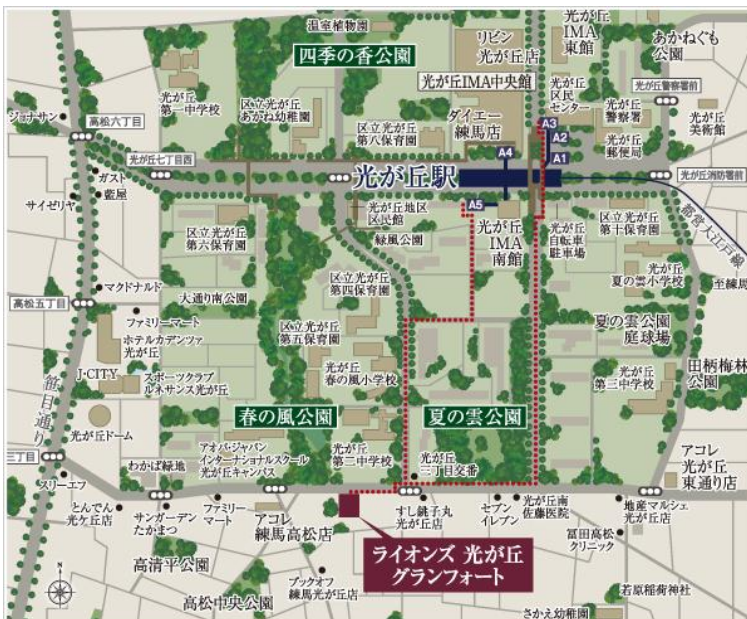 温室植物園
四季の香公園
リビン
光が丘店
光が丘
IMA
東館
あかねぐも
公園
光が丘
第一中学校
区立光が丘
あかね幼稚園
光が丘IMA中央館
光が丘
区民
センター
光が丘警察署前
ジョナサン
高松六丁目
区立光が丘
第八保育園
ダイエー
練馬店
A3
A2
A1
光が丘
警察署
光が丘
美術館
光が丘
郵便局
光が丘七丁目西
A4
光が丘駅
光が丘消防署前
ガスト
藍屋
サイゼリヤ
A5
光が丘地区
区民館
緑風公園
光が丘
IMA
南館
光が丘
自転車
駐車場
区立光が丘
第十保育園
都営大江戸線
至練馬
区立光が丘
第六保育園
区立光が丘
第四保育園
光が丘
夏の雲小学校
マクドナルド
大通り南公園
高松五丁目
ファミリーマート
ホテルカデンツァ
光が丘
区立光が丘
第五保育園
夏の雲公園
庭球場
J・CITY
スポーツクラブ
ルネサンス光が丘
光が丘
春の風小学校
光が丘
第三中学校
田柄梅林
公園
笹目通り
春の風公園
夏の雲公園
光が丘ドーム
アオバ・ジャパン
インターナショナルスクール
光が丘キャンパス
光が丘
第二中学校
光が丘
三丁目交番
アコレ
光が丘
東通り店
三丁目
わかば緑地
スリーエフ
とんでん
光ケ丘店
サンガーデン
たかまつ
ファミリー
マート
アコレ
練馬高松店
すし銚子丸
光が丘店
セブン
イレブン
光が丘南
佐藤医院
地産マルシェ
光が丘店
冨田高松
クリニック
ライオンズ 光が丘
グランフォート
高清平公園
ブックオフ
練馬光が丘店
高松中央公園
若原稲荷神社
さかえ幼稚園